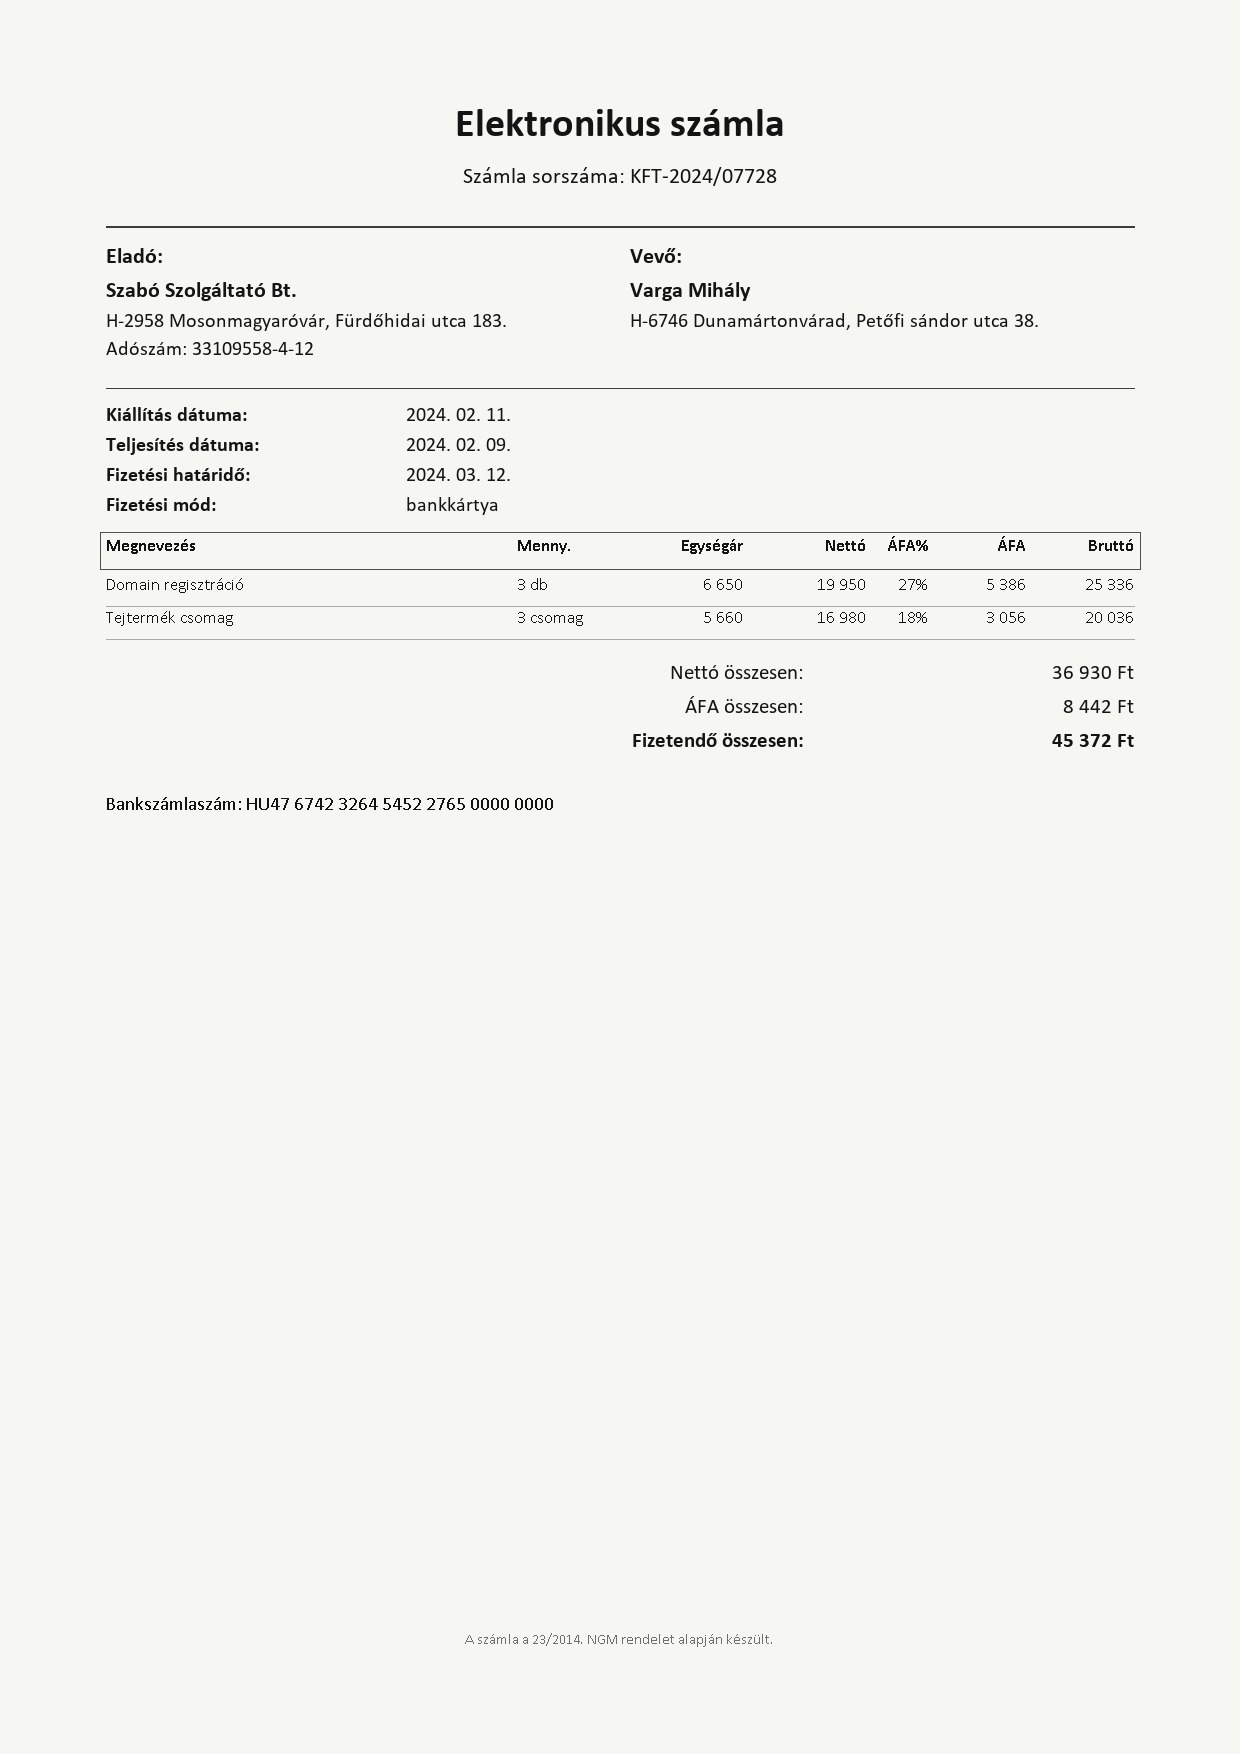 Elektronikus számla
Számla sorszáma: KFT-2024/07728
Eladó:
Szabó Szolgáltató Bt.
H-2958 Mosonmagyaróvár, Fürdőhidai utca 183.
Adószám: 33109558-4-12
Vevő:
Varga Mihály
H-6746 Dunamártonvárad, Petőfi sándor utca 38.
Kiállítás dátuma: 2024. 02. 11.
Teljesítés dátuma: 2024. 02. 09.
Fizetési határidő: 2024. 03. 12.
Fizetési mód: bankkártya
Megnevezés Menny. Egységár Nettó ÁFA% ÁFA Bruttó
Domain regisztráció 3 db 6 650 19 950 27% 5 386 25 336
Tejtermék csomag 3 csomag 5 660 16 980 18% 3 056 20 036
Nettó összesen: 36 930 Ft
ÁFA összesen: 8 442 Ft
Fizetendő összesen: 45 372 Ft
Bankszámlaszám: HU47 6742 3264 5452 2765 0000 0000
A számla a 23/2014. NGM rendelet alapján készült.